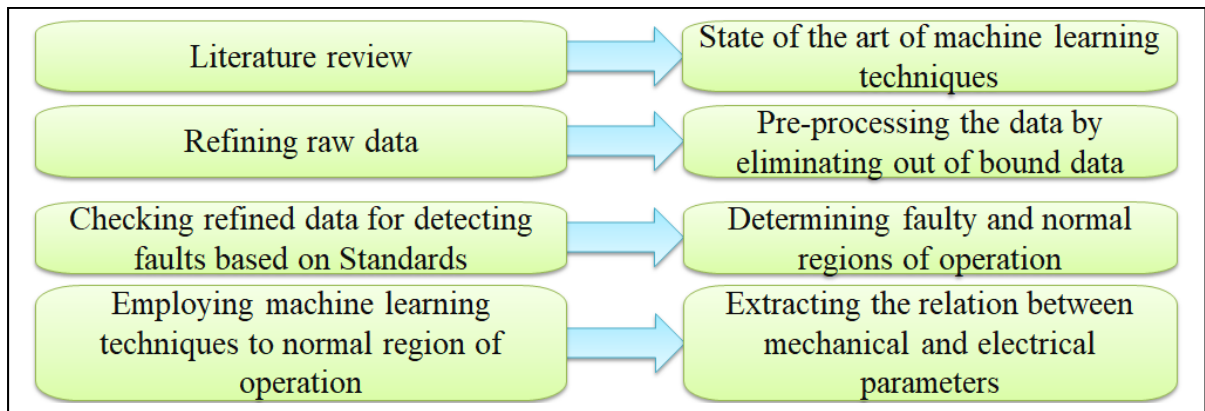 Literature review
State of the art of machine learning
techniques
Refining raw data
Pre-processing the data by
eliminating out of bound data
Checking refined data for detecting
faults based on Standards
Determining faulty and normal
regions of operation
Employing machine learning
techniques to normal region of
operation
Extracting the relation between
mechanical and electrical
parameters